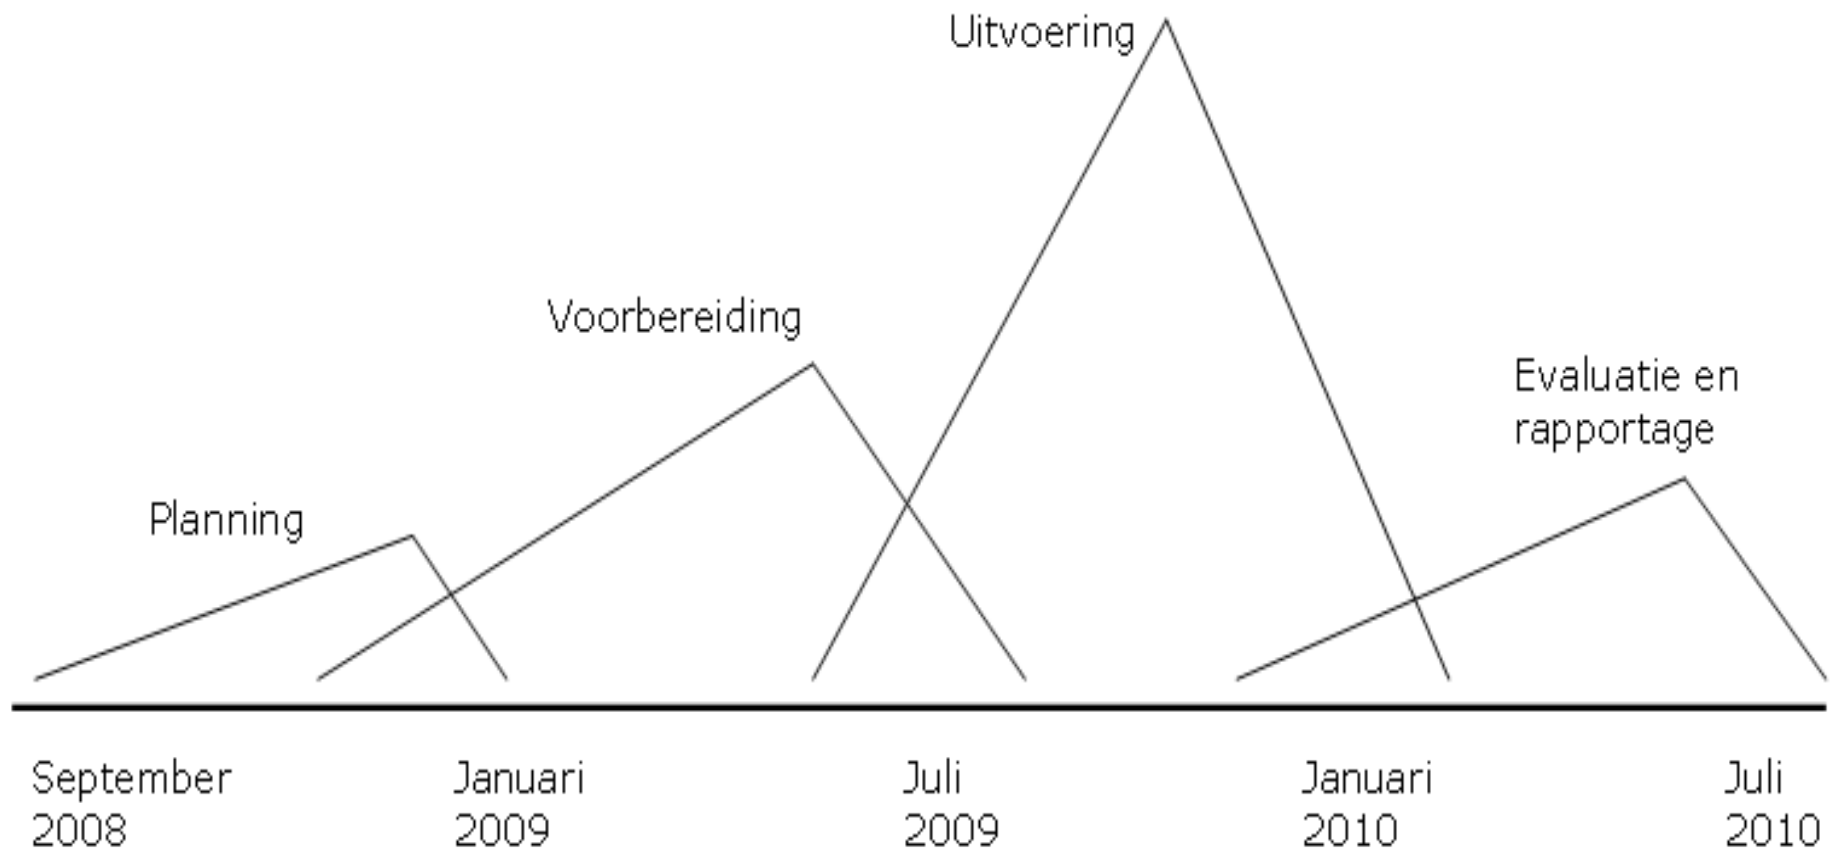 Uitvoering
Voorbereiding
Evaluatie en
rapportage
Planning
September
2008
Januari
2009
Juli
2009
Januari
2010
Juli
2010